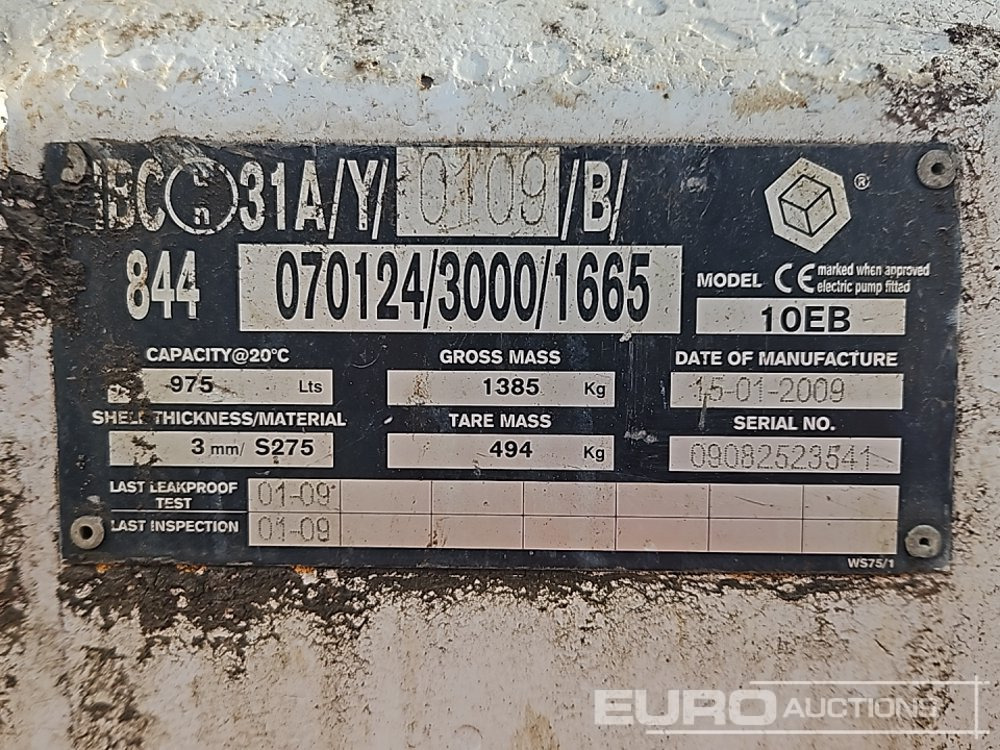 IBC un 31A/Y/ 0109 /B/
844 070124/3000/1665
MODEL CE marked when approved
electric pump fitted
10EB
CAPACITY@20°C GROSS MASS DATE OF MANUFACTURE
975 Lts 1385 Kg 15-01-2009
SHELL THICKNESS/MATERIAL TARE MASS SERIAL NO.
3 mm/ S275 494 Kg 09082523541
LAST LEAKPROOF
TEST 01-09
LAST INSPECTION 01-09
WS75/1
®
EURO AUCTIONS